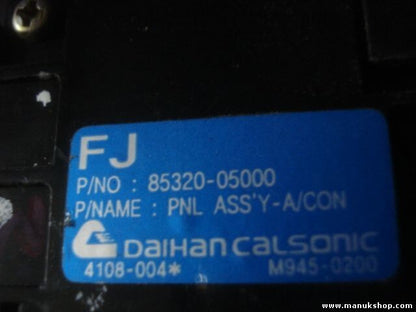 FJ
P/NO : 85320-05000
P/NAME : PNL ASS'Y-A/CON
DAIHAN CALSONIC
4108-004* M945-0200
www.manukshop.com